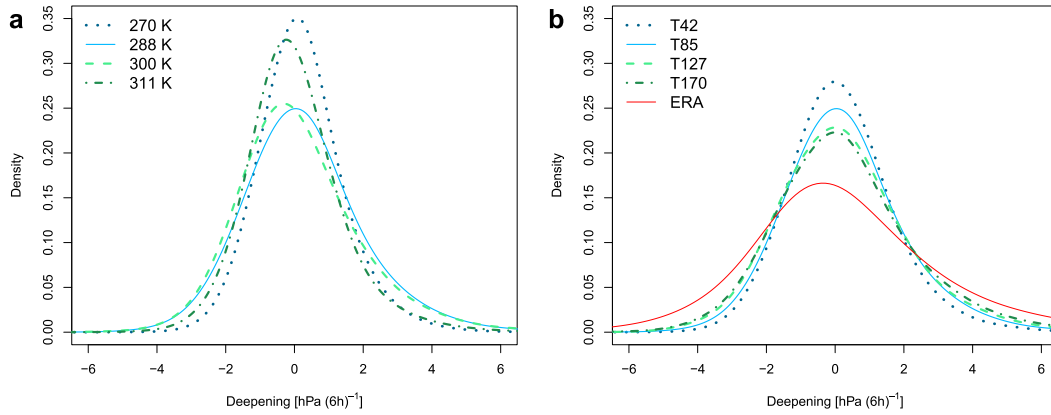 a
270 K
288 K
300 K
311 K
Density
0.00
0.05
0.10
0.15
0.20
0.25
0.30
0.35
−6
−4
−2
0
2
4
6
Deepening [hPa (6h)⁻¹]
b
T42
T85
T127
T170
ERA
Density
0.00
0.05
0.10
0.15
0.20
0.25
0.30
0.35
−6
−4
−2
0
2
4
6
Deepening [hPa (6h)⁻¹]